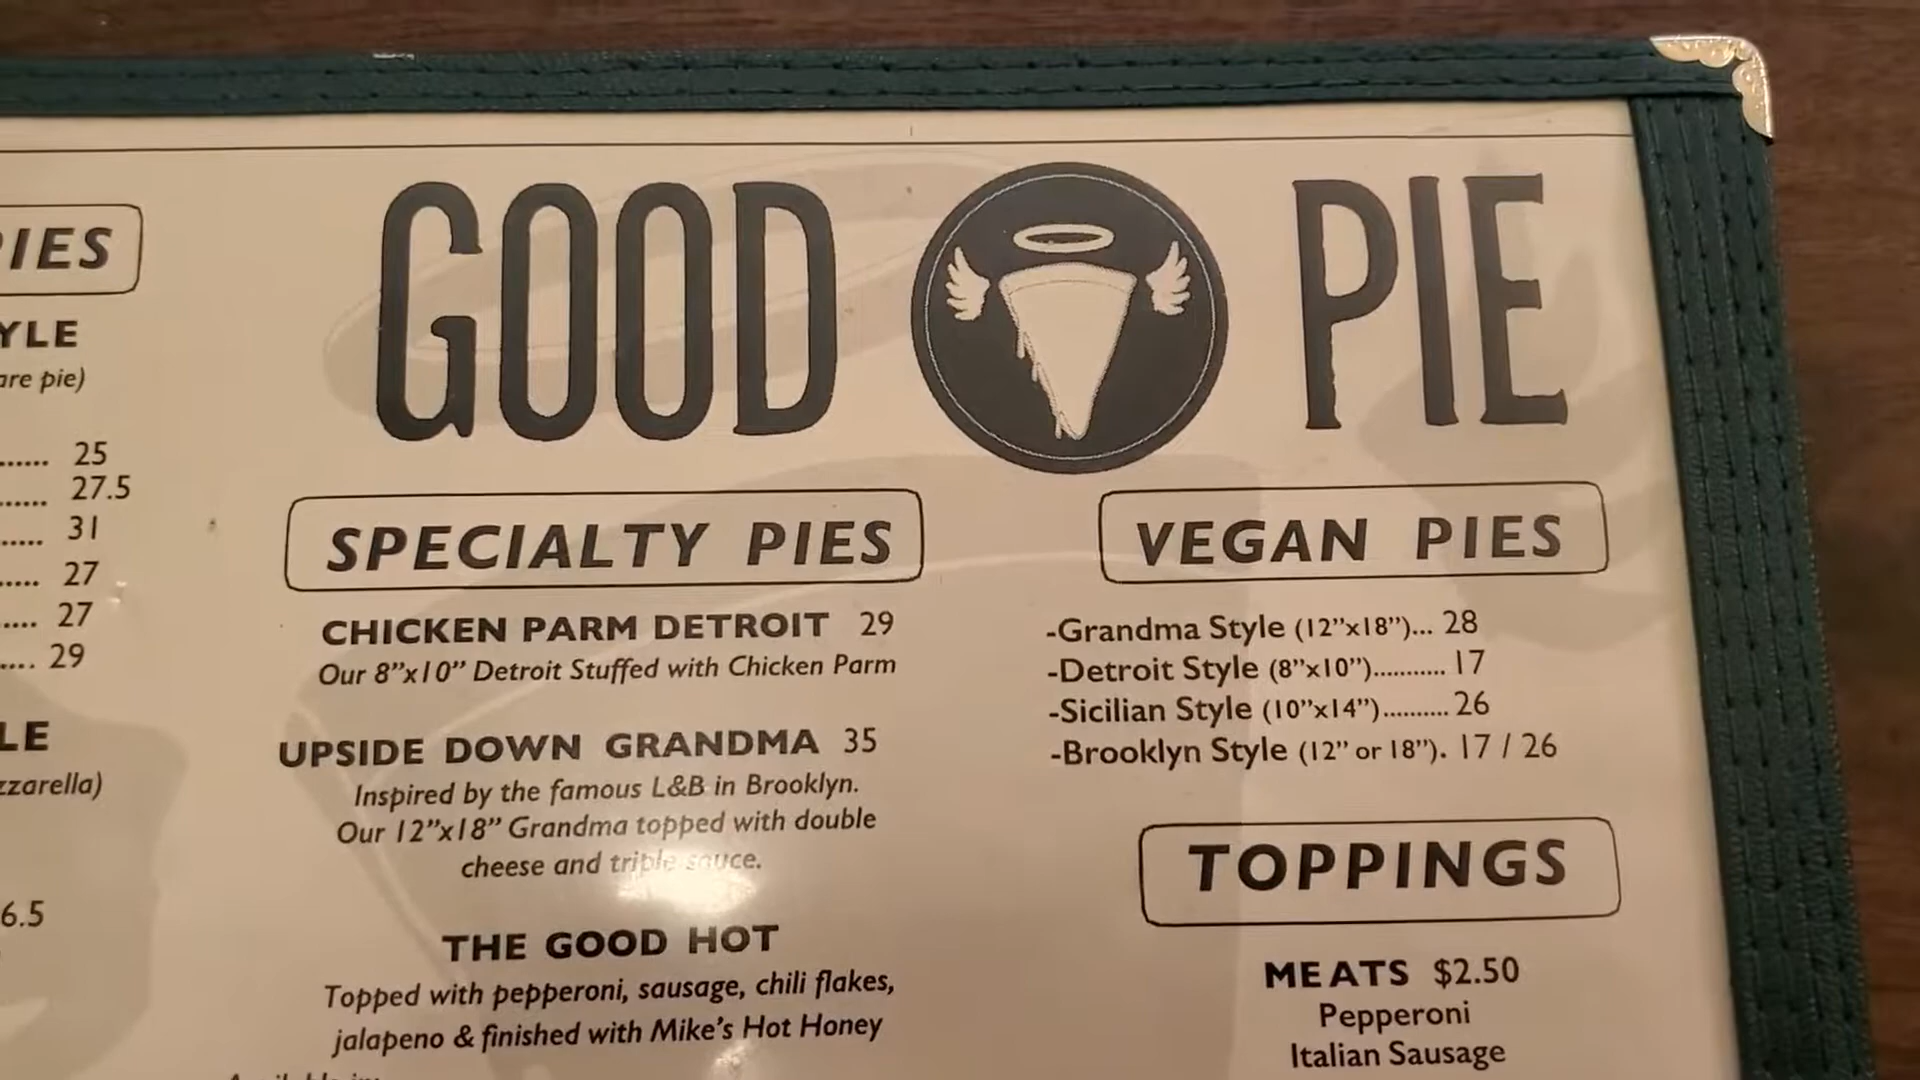 PIES
YLE
are pie)
...... 25
...... 27.5
...... 31
...... 27
..... 27
.... 29
LE
zzarella)
6.5
GOOD PIE
SPECIALTY PIES
CHICKEN PARM DETROIT 29
Our 8”x10” Detroit Stuffed with Chicken Parm
UPSIDE DOWN GRANDMA 35
Inspired by the famous L&B in Brooklyn.
Our 12”x18” Grandma topped with double
cheese and triple sauce.
THE GOOD HOT
Topped with pepperoni, sausage, chili flakes,
jalapeno & finished with Mike’s Hot Honey
VEGAN PIES
-Grandma Style (12”x18”)... 28
-Detroit Style (8”x10”)........... 17
-Sicilian Style (10”x14”).......... 26
-Brooklyn Style (12” or 18”). 17 / 26
TOPPINGS
MEATS $2.50
Pepperoni
Italian Sausage